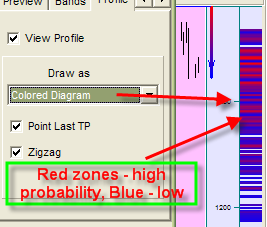 Preview Bands Profile
View Profile
Draw as
Colored Diagram
Point Last TP
Zigzag
Red zones - high
probability, Blue - low
1200